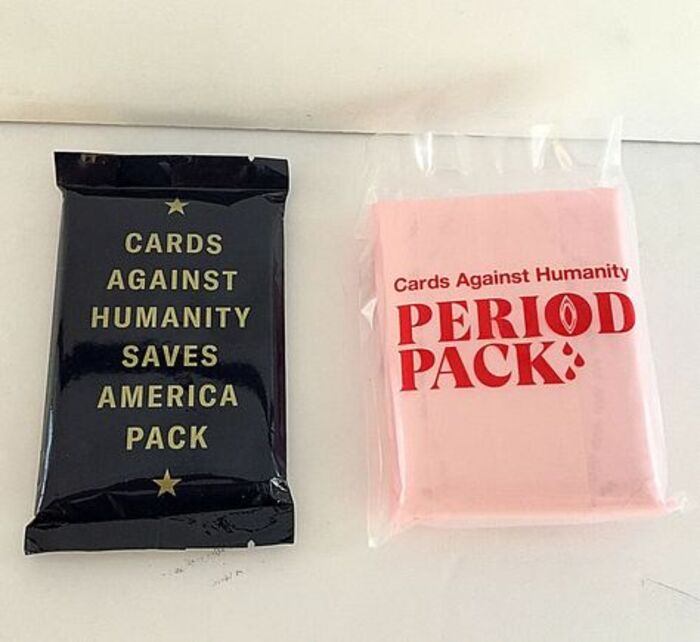 CARDS
AGAINST
HUMANITY
SAVES
AMERICA
PACK
Cards Against Humanity
PERIOD
PACK